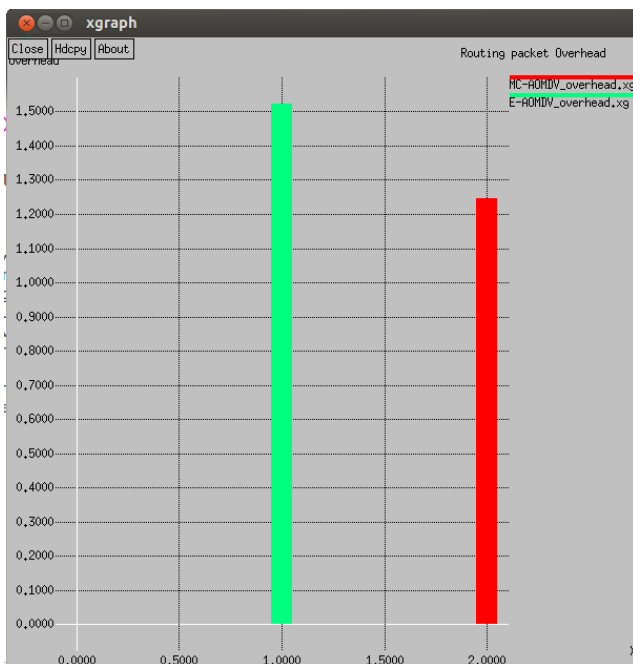 xgraph
Close Hdcpy About
Routing packet Overhead
Overhead
MC-AOMDV_overhead.xg
E-AOMDV_overhead.xg
1.5000
1.4000
1.3000
1.2000
1.1000
1.0000
0.9000
0.8000
0.7000
0.6000
0.5000
0.4000
0.3000
0.2000
0.1000
0.0000
0.0000 0.5000 1.0000 1.5000 2.0000